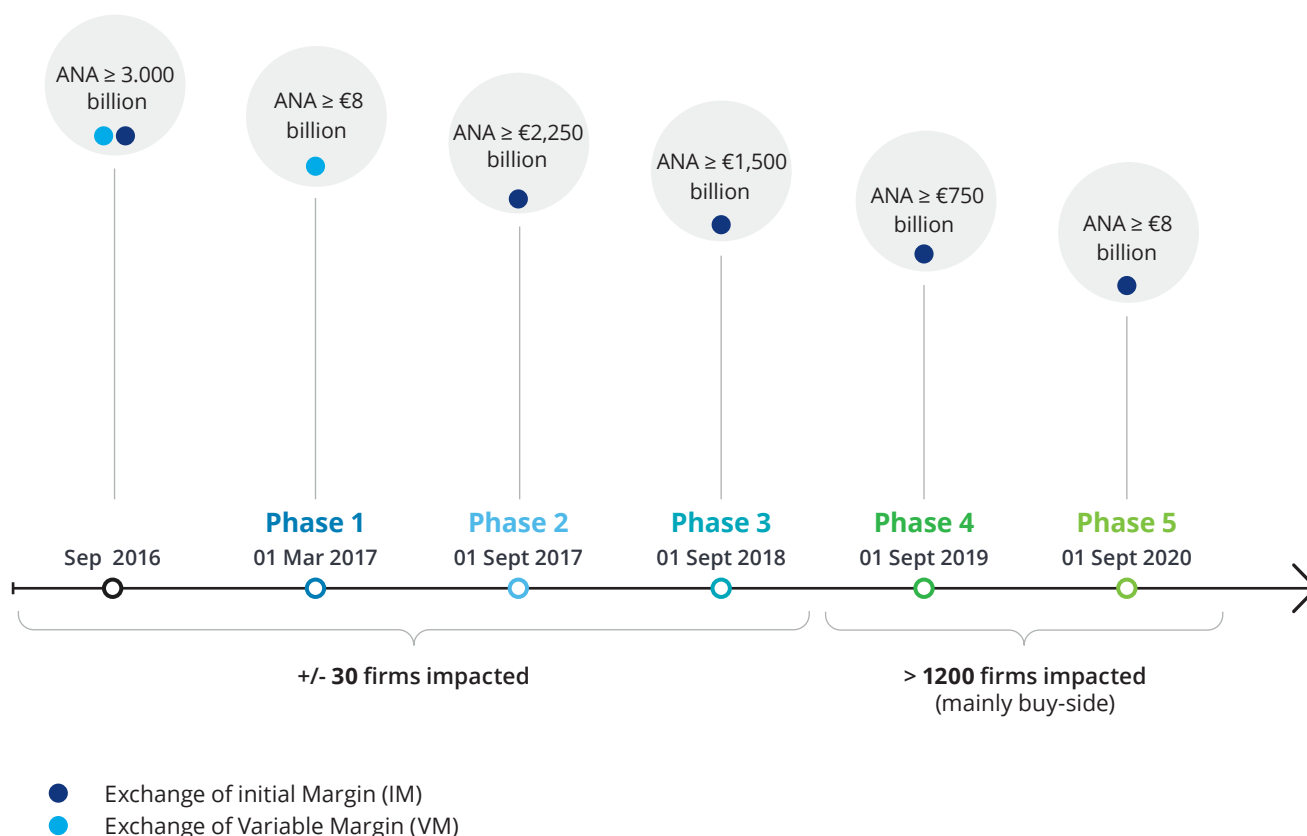 ANA ≥ 3.000
billion
ANA ≥ €8
billion
ANA ≥ €2,250
billion
ANA ≥ €1,500
billion
ANA ≥ €750
billion
ANA ≥ €8
billion
Sep 2016
Phase 1
01 Mar 2017
Phase 2
01 Sept 2017
Phase 3
01 Sept 2018
Phase 4
01 Sept 2019
Phase 5
01 Sept 2020
+/- 30 firms impacted
> 1200 firms impacted
(mainly buy-side)
Exchange of initial Margin (IM)
Exchange of Variable Margin (VM)